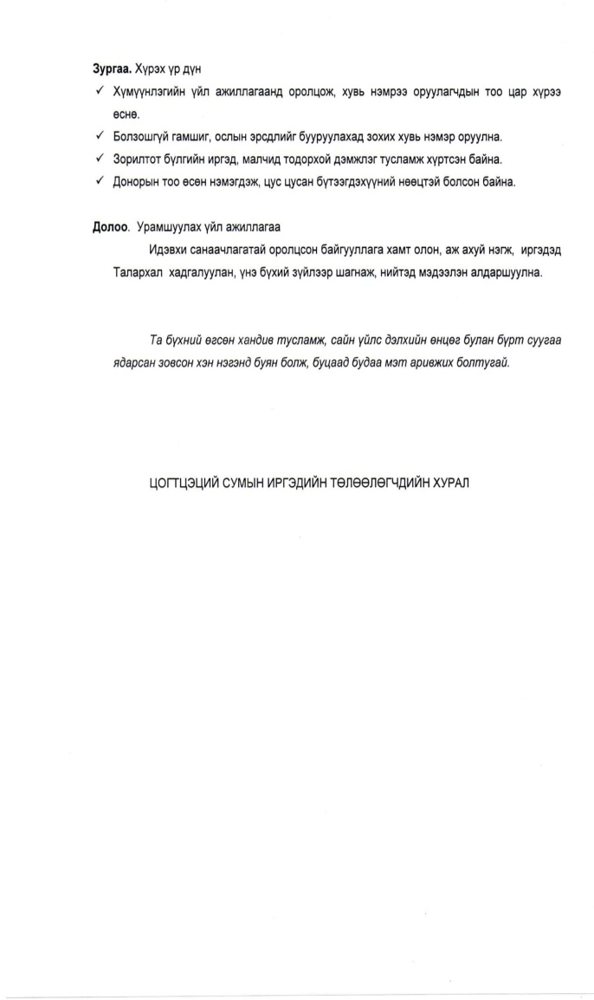 Зургаа. Хүрэх үр дүн
✓ Хүмүүнлэгийн үйл ажиллагаанд оролцож, хувь нэмрээ оруулагчдын тоо цар хүрээ
өснө.
✓ Болзошгүй гамшиг, ослын эрсдлийг бууруулахад зохих хувь нэмэр оруулна.
✓ Зорилтот бүлгийн иргэд, малчид тодорхой дэмжлэг тусламж хүртсэн байна.
✓ Донорын тоо өсөн нэмэгдэж, цус цусан бүтээгдэхүүний нөөцтэй болсон байна.
Долоо. Урамшуулах үйл ажиллагаа
Идэвхи санаачлагатай оролцсон байгууллага хамт олон, аж ахуй нэгж, иргэдэд
Талархал хадгалуулан, үнэ бүхий зүйлээр шагнаж, нийтэд мэдээлэн алдаршуулна.
Та бүхний өгсөн хандив тусламж, сайн үйлс дэлхийн өнцөг булан бүрт суугаа
ядарсан зовсон хэн нэгэнд буян болж, буцаад будаа мэт аривжих болтугай.
ЦОГТЦЭЦИЙ СУМЫН ИРГЭДИЙН ТӨЛӨӨЛӨГЧДИЙН ХУРАЛ